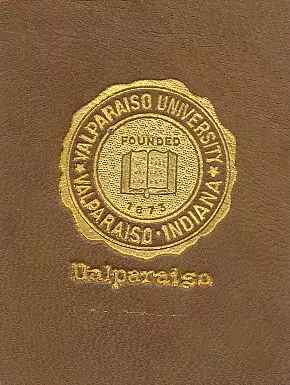 ★ VALPARAISO UNIVERSITY ★
VALPARAISO · INDIANA
FOUNDED
1873
Valparaiso